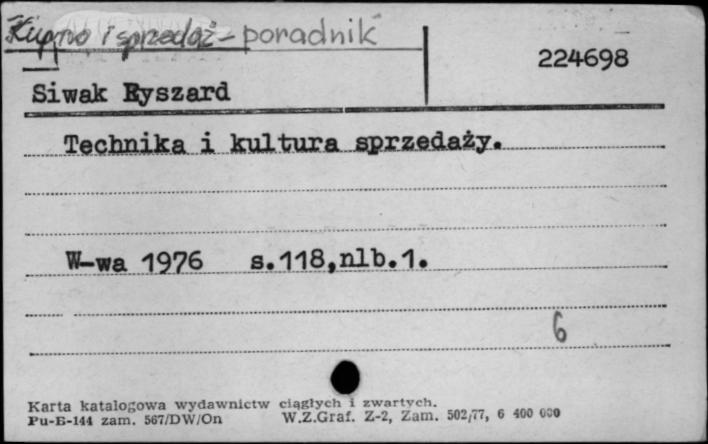 Kupno i sprzedaż - poradnik
224698
Siwak Ryszard
Technika i kultura sprzedaży.
W-wa 1976 s.118,nlb.1.
6
Karta katalogowa wydawnictw ciągłych i zwartych.
Pu-B-144 zam. 567/DW/On W.Z.Graf. Z-2, Zam. 502/77, 6 400 000